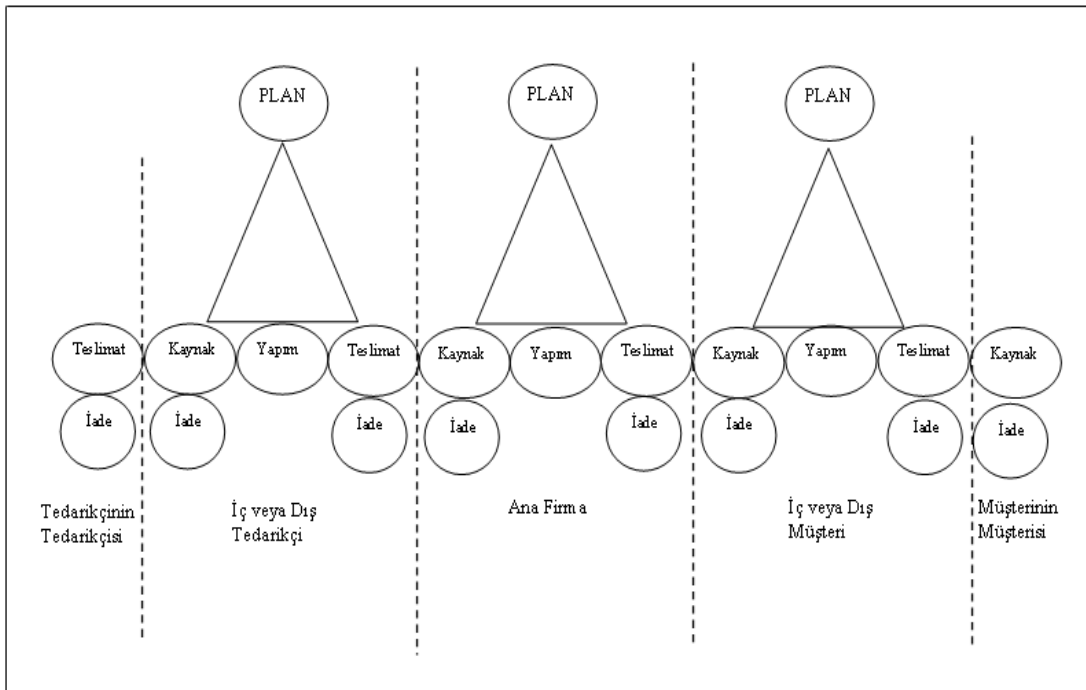 PLAN
PLAN
PLAN
Teslimat
Kaynak
Yapım
Teslimat
Kaynak
Yapım
Teslimat
Kaynak
Yapım
Teslimat
Kaynak
İade
İade
İade
İade
İade
İade
İade
İade
Tedarikçinin
Tedarikçisi
İç veya Dış
Tedarikçi
Ana Firma
İç veya Dış
Müşteri
Müşterinin
Müşterisi